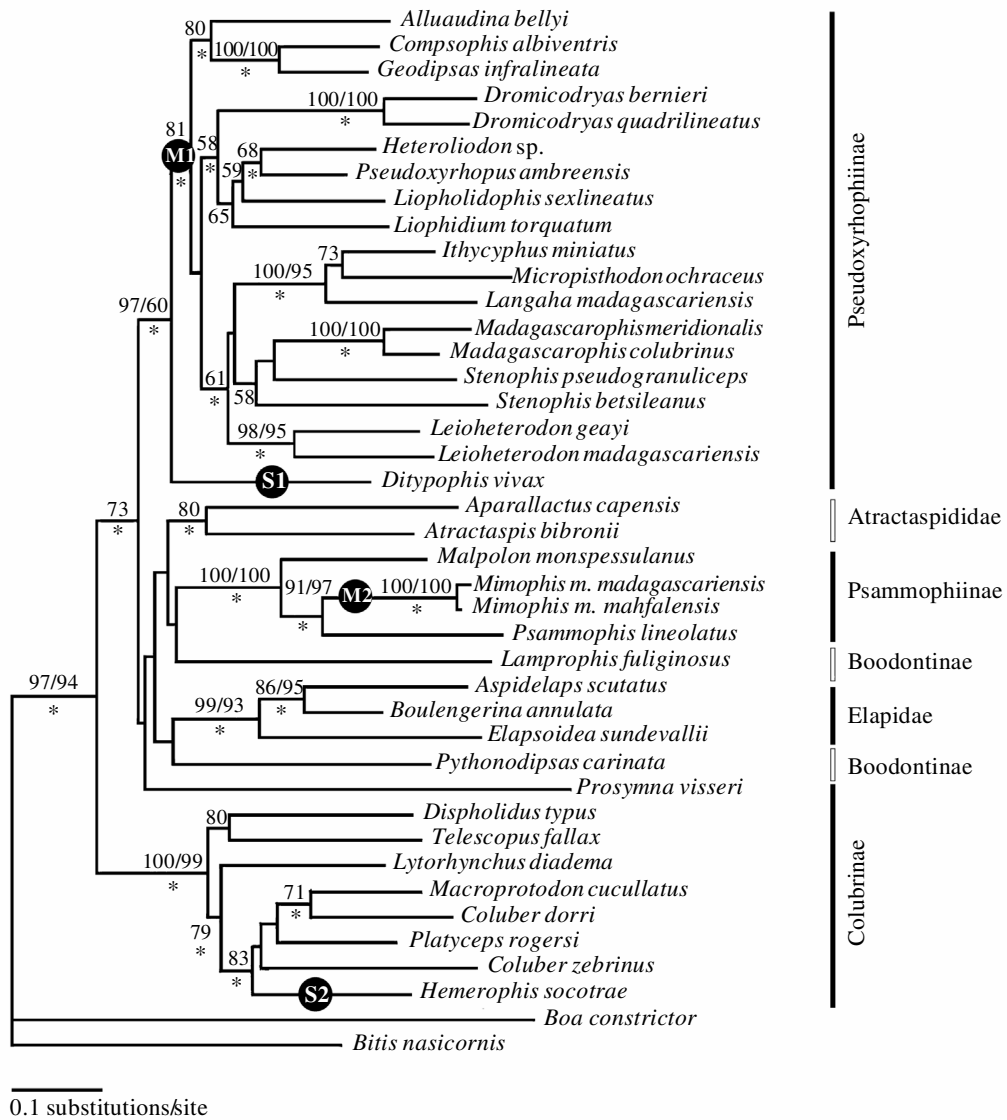 80
Alluaudina bellyi
100/100
*
*
Compsophis albiventris
Geodipsas infralineata
100/100
*
Dromicodryas bernieri
Dromicodryas quadrilineatus
81
M1
*
58
*
68
*
59
65
Heteroliodon sp.
Pseudoxyrhopus ambreensis
Liopholidophis sexlineatus
Liophidium torquatum
73
Ithycyphus miniatus
100/95
*
Micropisthodon ochraceus
Langaha madagascariensis
97/60
*
100/100
*
Madagascarophis meridionalis
Madagascarophis colubrinus
61
*
58
Stenophis pseudogranuliceps
Stenophis betsileanus
98/95
*
Leioheterodon geayi
Leioheterodon madagascariensis
S1
Ditypophis vivax
Pseudoxyrhophiinae
73
*
80
*
Aparallactus capensis
Atractaspis bibronii
Atractaspididae
100/100
*
Malpolon monspessulanus
91/97
*
M2
100/100
*
Mimophis m. madagascariensis
Mimophis m. mahfalensis
Psammophis lineolatus
Psammophiinae
Lamprophis fuliginosus
Boodontinae
97/94
*
99/93
*
86/95
*
Aspidelaps scutatus
Boulengerina annulata
Elapsoidea sundevallii
Elapidae
Pythonodipsas carinata
Boodontinae
Prosymna visseri
80
Dispholidus typus
Telescopus fallax
100/99
*
Lytorhynchus diadema
71
*
Macroprotodon cucullatus
Coluber dorri
79
*
83
*
Platyceps rogersi
Coluber zebrinus
S2
Hemerophis socotrae
Colubrinae
Boa constrictor
Bitis nasicornis
0.1 substitutions/site